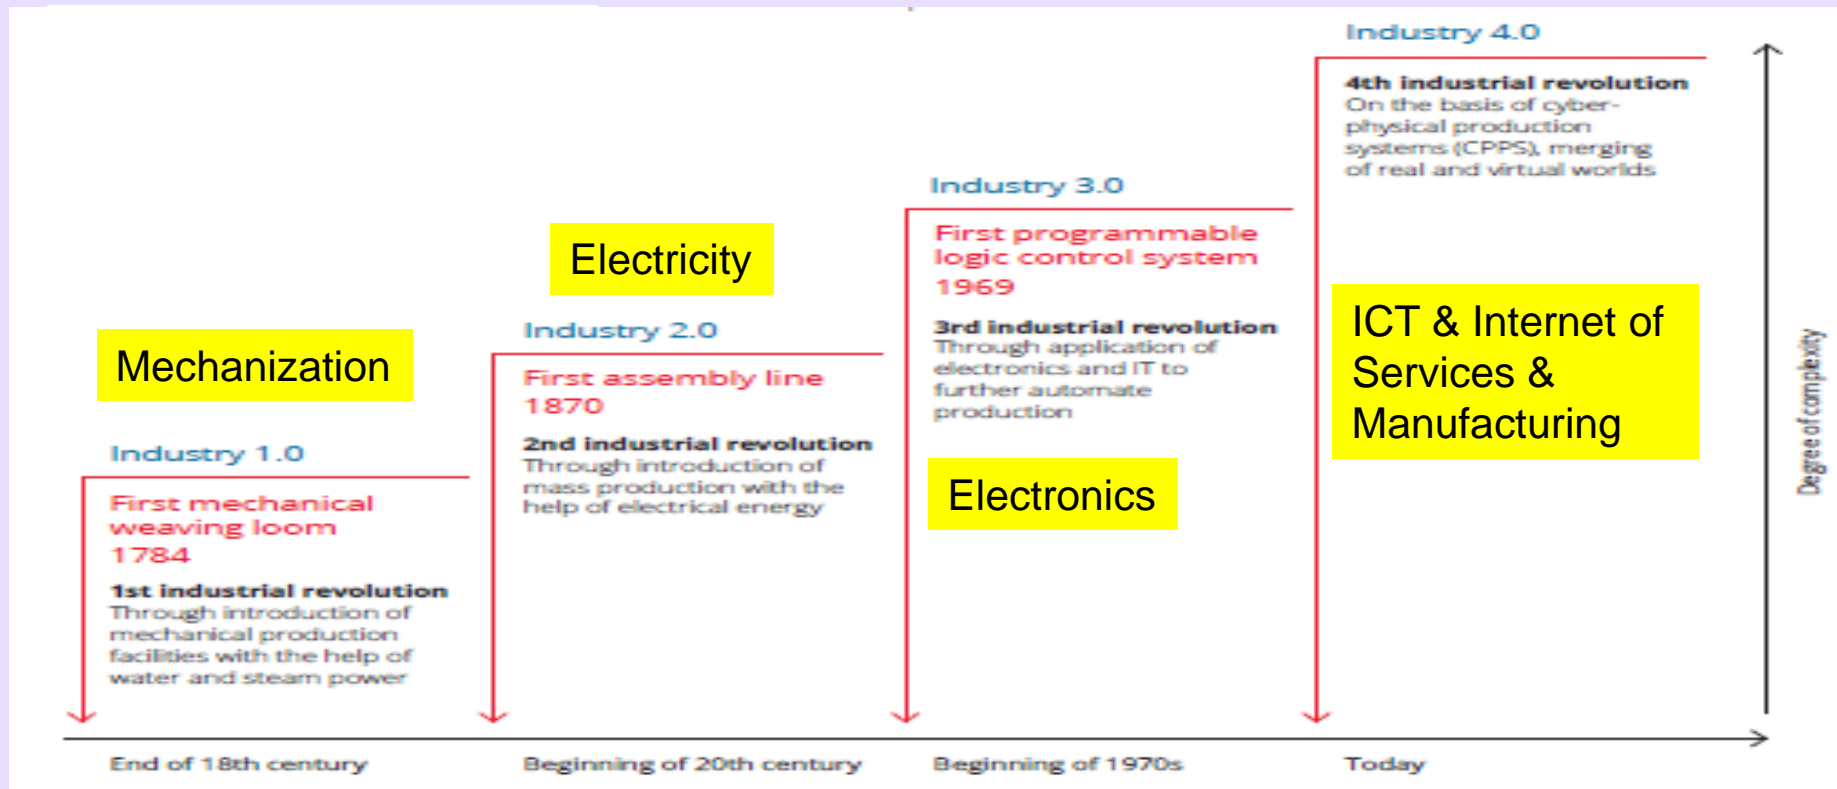 Mechanization
Industry 1.0
First mechanical
weaving loom
1784
1st industrial revolution
Through introduction of
mechanical production
facilities with the help of
water and steam power
Electricity
Industry 2.0
First assembly line
1870
2nd industrial revolution
Through introduction of
mass production with the
help of electrical energy
Industry 3.0
First programmable
logic control system
1969
3rd industrial revolution
Through application of
electronics and IT to
further automate
production
Electronics
Industry 4.0
4th industrial revolution
On the basis of cyber-
physical production
systems (CPPS), merging
of real and virtual worlds
ICT & Internet of
Services &
Manufacturing
Degree of complexity
End of 18th century
Beginning of 20th century
Beginning of 1970s
Today